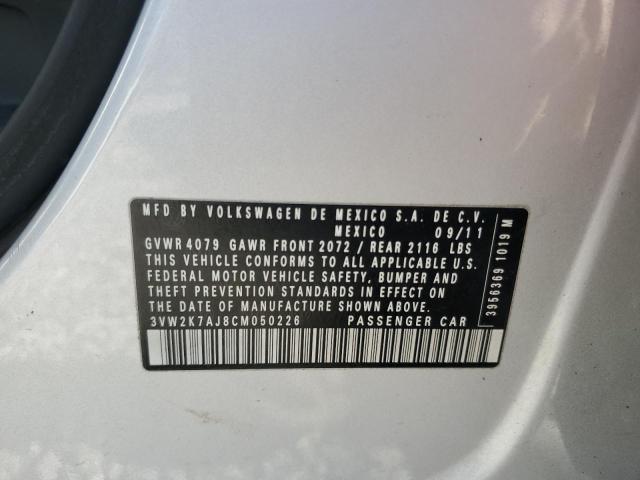 MFD BY VOLKSWAGEN DE MEXICO S.A. DE C.V.
MEXICO 09/11
GVWR 4079 GAWR FRONT 2072 / REAR 2116 LBS
THIS VEHICLE CONFORMS TO ALL APPLICABLE U.S.
FEDERAL MOTOR VEHICLE SAFETY, BUMPER AND
THEFT PREVENTION STANDARDS IN EFFECT ON
THE DATE OF MANUFACTURE SHOWN ABOVE.
3VW2K7AJ8CM050226 PASSENGER CAR
3956369 1019 M